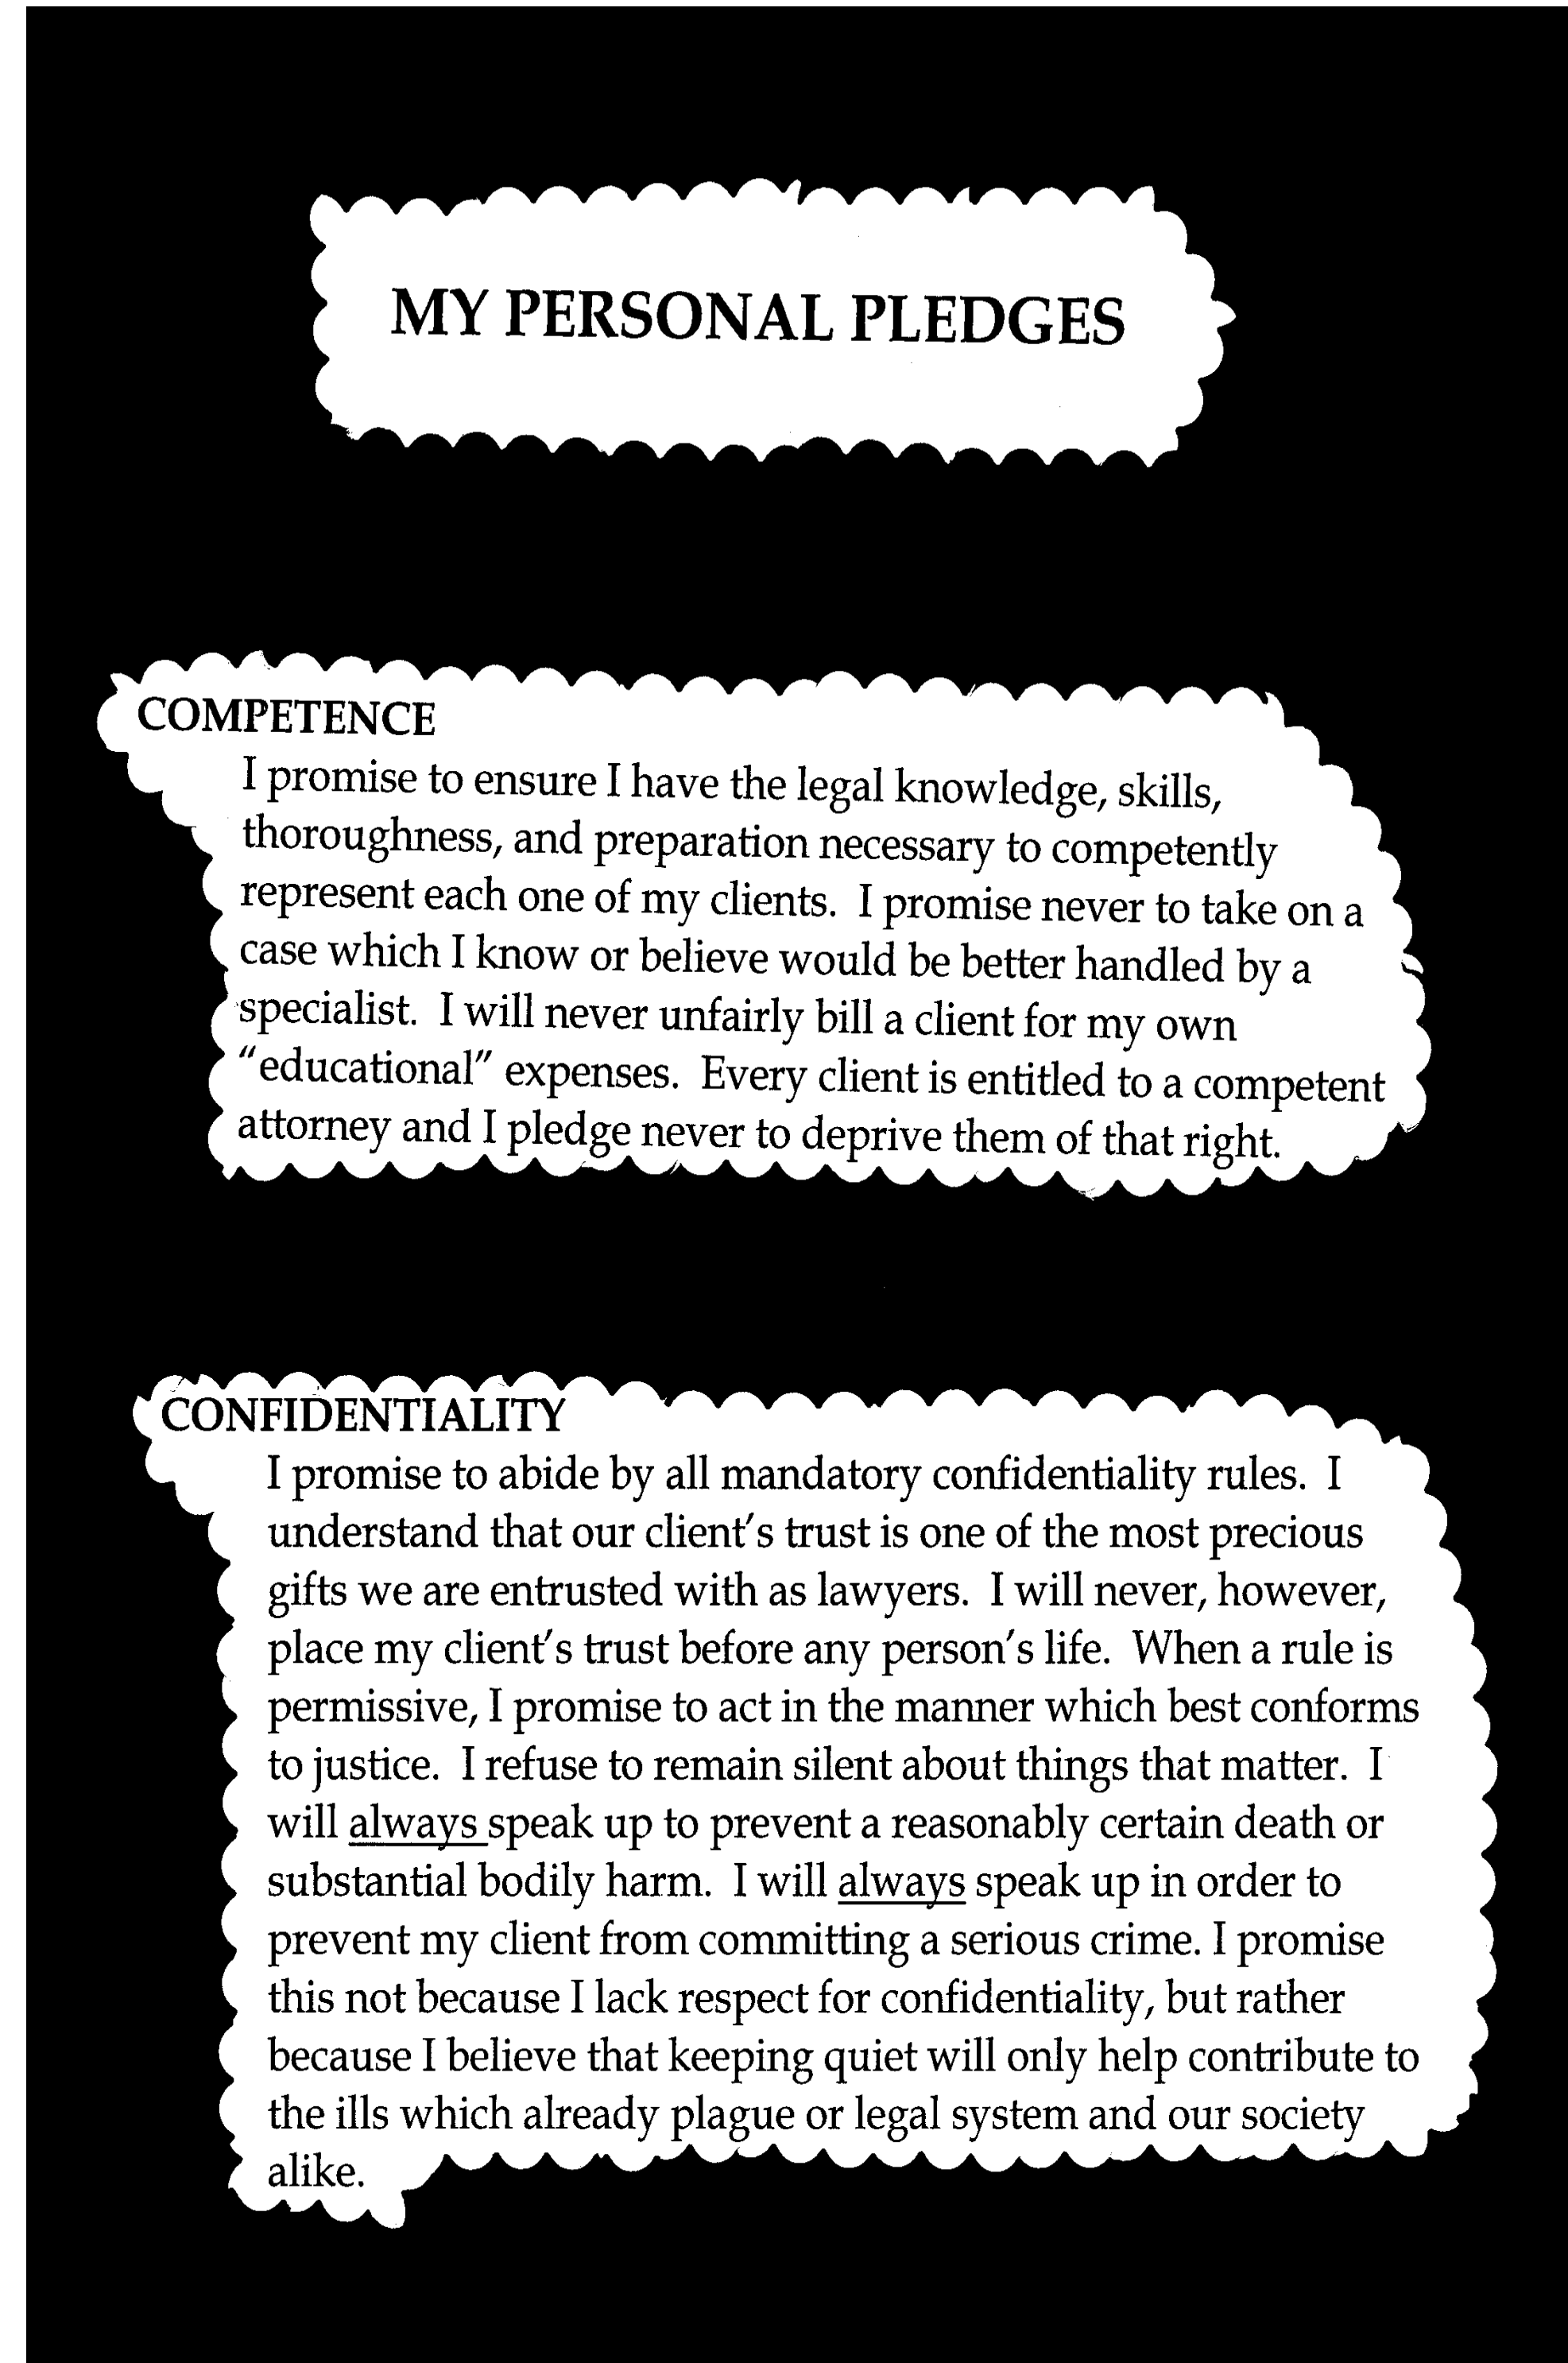 MY PERSONAL PLEDGES
COMPETENCE
I promise to ensure I have the legal knowledge, skills,
thoroughness, and preparation necessary to competently
represent each one of my clients.  I promise never to take on a
case which I know or believe would be better handled by a
specialist.  I will never unfairly bill a client for my own
“educational” expenses.  Every client is entitled to a competent
attorney and I pledge never to deprive them of that right.
CONFIDENTIALITY
I promise to abide by all mandatory confidentiality rules.  I
understand that our client's trust is one of the most precious
gifts we are entrusted with as lawyers.  I will never, however,
place my client's trust before any person's life.  When a rule is
permissive, I promise to act in the manner which best conforms
to justice.  I refuse to remain silent about things that matter.  I
will always speak up to prevent a reasonably certain death or
substantial bodily harm.  I will always speak up in order to
prevent my client from committing a serious crime. I promise
this not because I lack respect for confidentiality, but rather
because I believe that keeping quiet will only help contribute to
the ills which already plague or legal system and our society
alike.